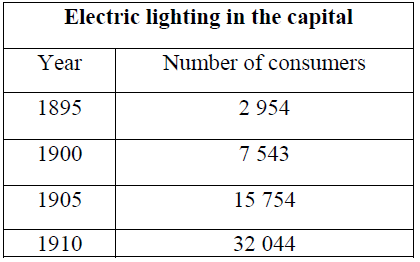 Electric lighting in the capital
Year Number of consumers
1895 2 954
1900 7 543
1905 15 754
1910 32 044